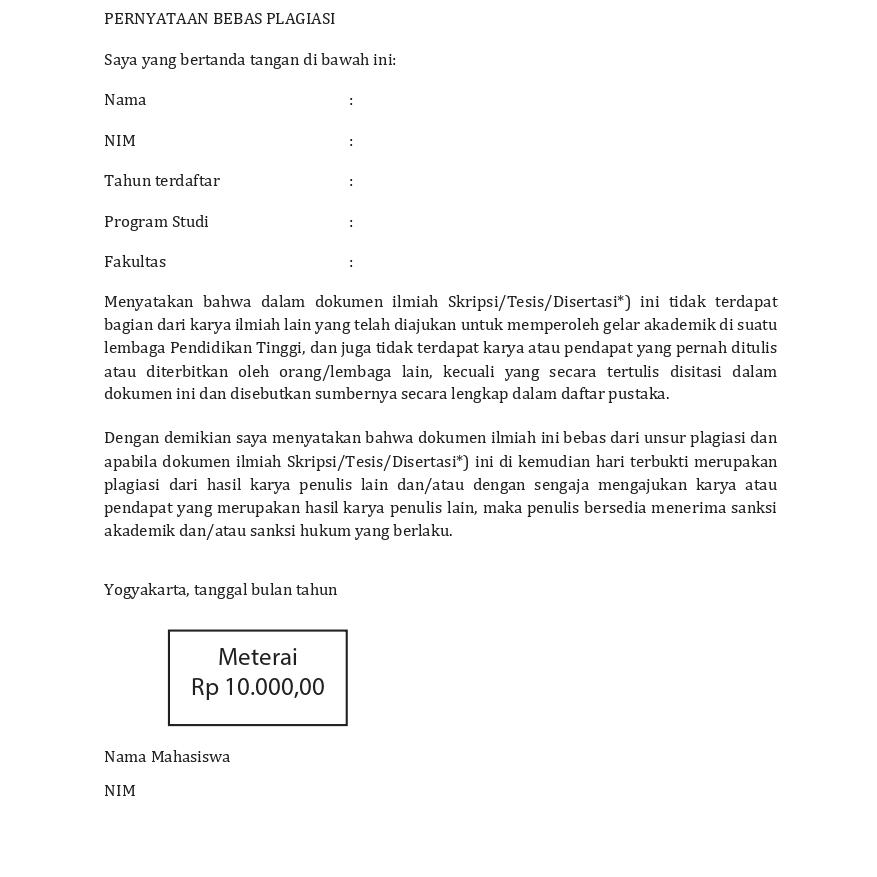 PERNYATAAN BEBAS PLAGIASI
Saya yang bertanda tangan di bawah ini:
Nama :
NIM :
Tahun terdaftar :
Program Studi :
Fakultas :
Menyatakan bahwa dalam dokumen ilmiah Skripsi/Tesis/Disertasi*) ini tidak terdapat
bagian dari karya ilmiah lain yang telah diajukan untuk memperoleh gelar akademik di suatu
lembaga Pendidikan Tinggi, dan juga tidak terdapat karya atau pendapat yang pernah ditulis
atau diterbitkan oleh orang/lembaga lain, kecuali yang secara tertulis disitasi dalam
dokumen ini dan disebutkan sumbernya secara lengkap dalam daftar pustaka.
Dengan demikian saya menyatakan bahwa dokumen ilmiah ini bebas dari unsur plagiasi dan
apabila dokumen ilmiah Skripsi/Tesis/Disertasi*) ini di kemudian hari terbukti merupakan
plagiasi dari hasil karya penulis lain dan/atau dengan sengaja mengajukan karya atau
pendapat yang merupakan hasil karya penulis lain, maka penulis bersedia menerima sanksi
akademik dan/atau sanksi hukum yang berlaku.
Yogyakarta, tanggal bulan tahun
Meterai
Rp 10.000,00
Nama Mahasiswa
NIM